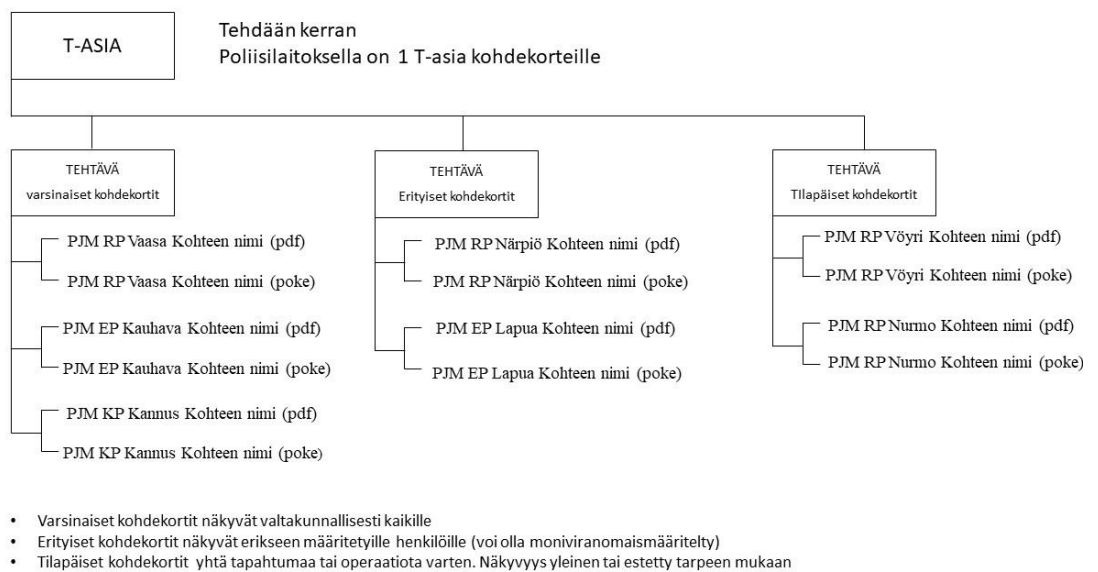 T-ASIA
Tehdään kerran
Poliisilaitoksella on 1 T-asia kohdekorteille
TEHTÄVÄ
varsinaiset kohdekortit
PJM RP Vaasa Kohteen nimi (pdf)
PJM RP Vaasa Kohteen nimi (poke)
PJM EP Kauhava Kohteen nimi (pdf)
PJM EP Kauhava Kohteen nimi (poke)
PJM KP Kannus Kohteen nimi (pdf)
PJM KP Kannus Kohteen nimi (poke)
TEHTÄVÄ
Erityiset kohdekortit
PJM RP Närpiö Kohteen nimi (pdf)
PJM RP Närpiö Kohteen nimi (poke)
PJM EP Lapua Kohteen nimi (pdf)
PJM EP Lapua Kohteen nimi (poke)
TEHTÄVÄ
TIlapäiset kohdekortit
PJM RP Vöyri Kohteen nimi (pdf)
PJM RP Vöyri Kohteen nimi (poke)
PJM RP Nurmo Kohteen nimi (pdf)
PJM RP Nurmo Kohteen nimi (poke)
• Varsinaiset kohdekortit näkyvät valtakunnallisesti kaikille
• Erityiset kohdekortit näkyvät erikseen määritetyille henkilöille (voi olla moniviranomaismääritelty)
• Tilapäiset kohdekortit yhtä tapahtumaa tai operaatiota varten. Näkyvyys yleinen tai estetty tarpeen mukaan